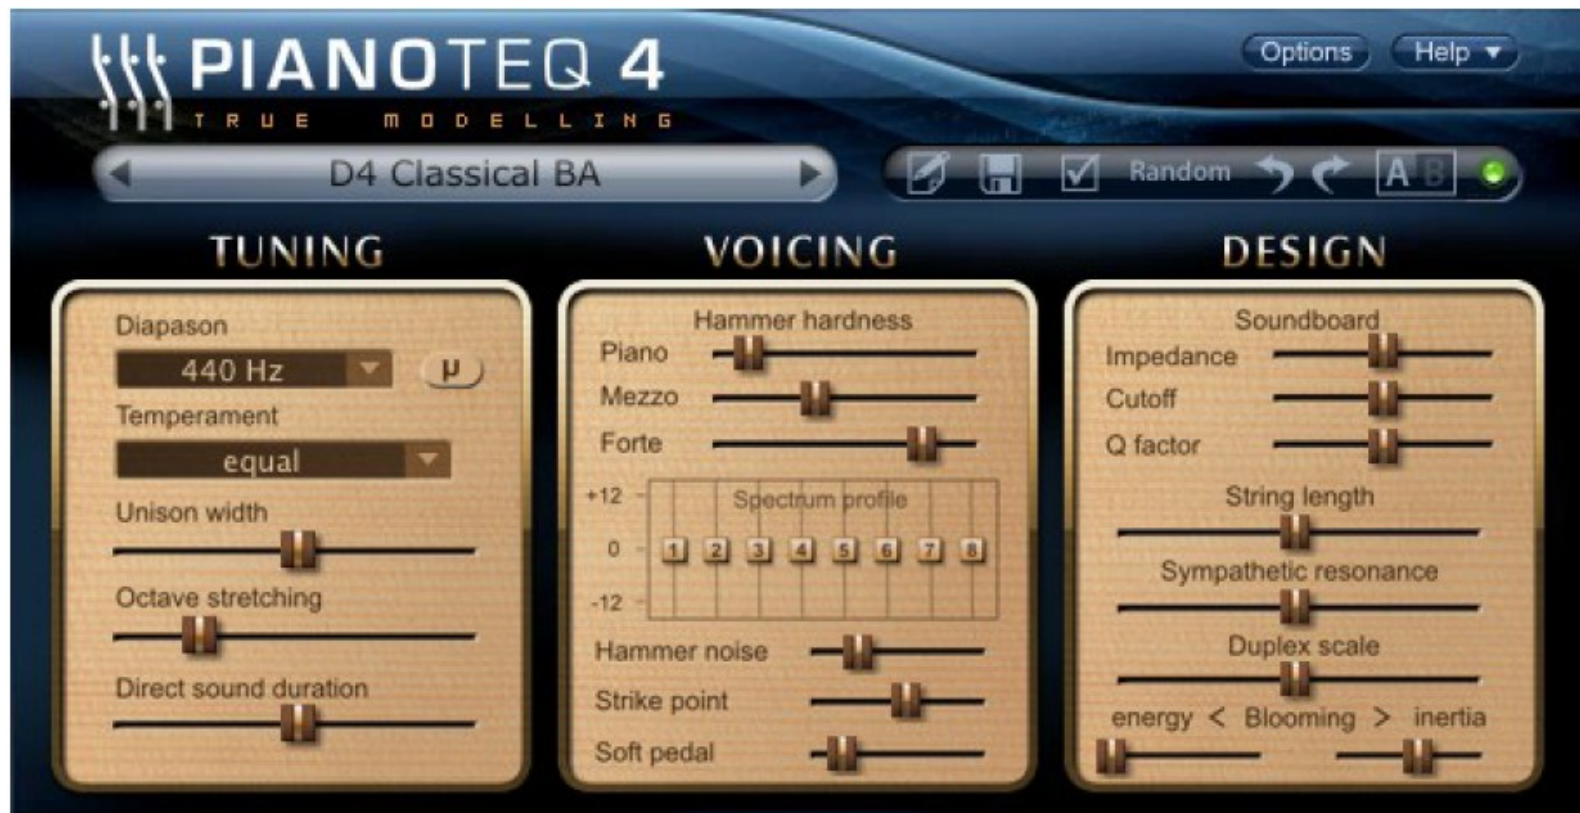 PIANOTEQ 4
TRUE MODELLING
Options
Help
D4 Classical BA
Random
A B
TUNING
Diapason
440 Hz
μ
Temperament
equal
Unison width
Octave stretching
Direct sound duration
VOICING
Hammer hardness
Piano
Mezzo
Forte
Spectrum profile
+12
0
-12
1 2 3 4 5 6 7 8
Hammer noise
Strike point
Soft pedal
DESIGN
Soundboard
Impedance
Cutoff
Q factor
String length
Sympathetic resonance
Duplex scale
energy < Blooming > inertia